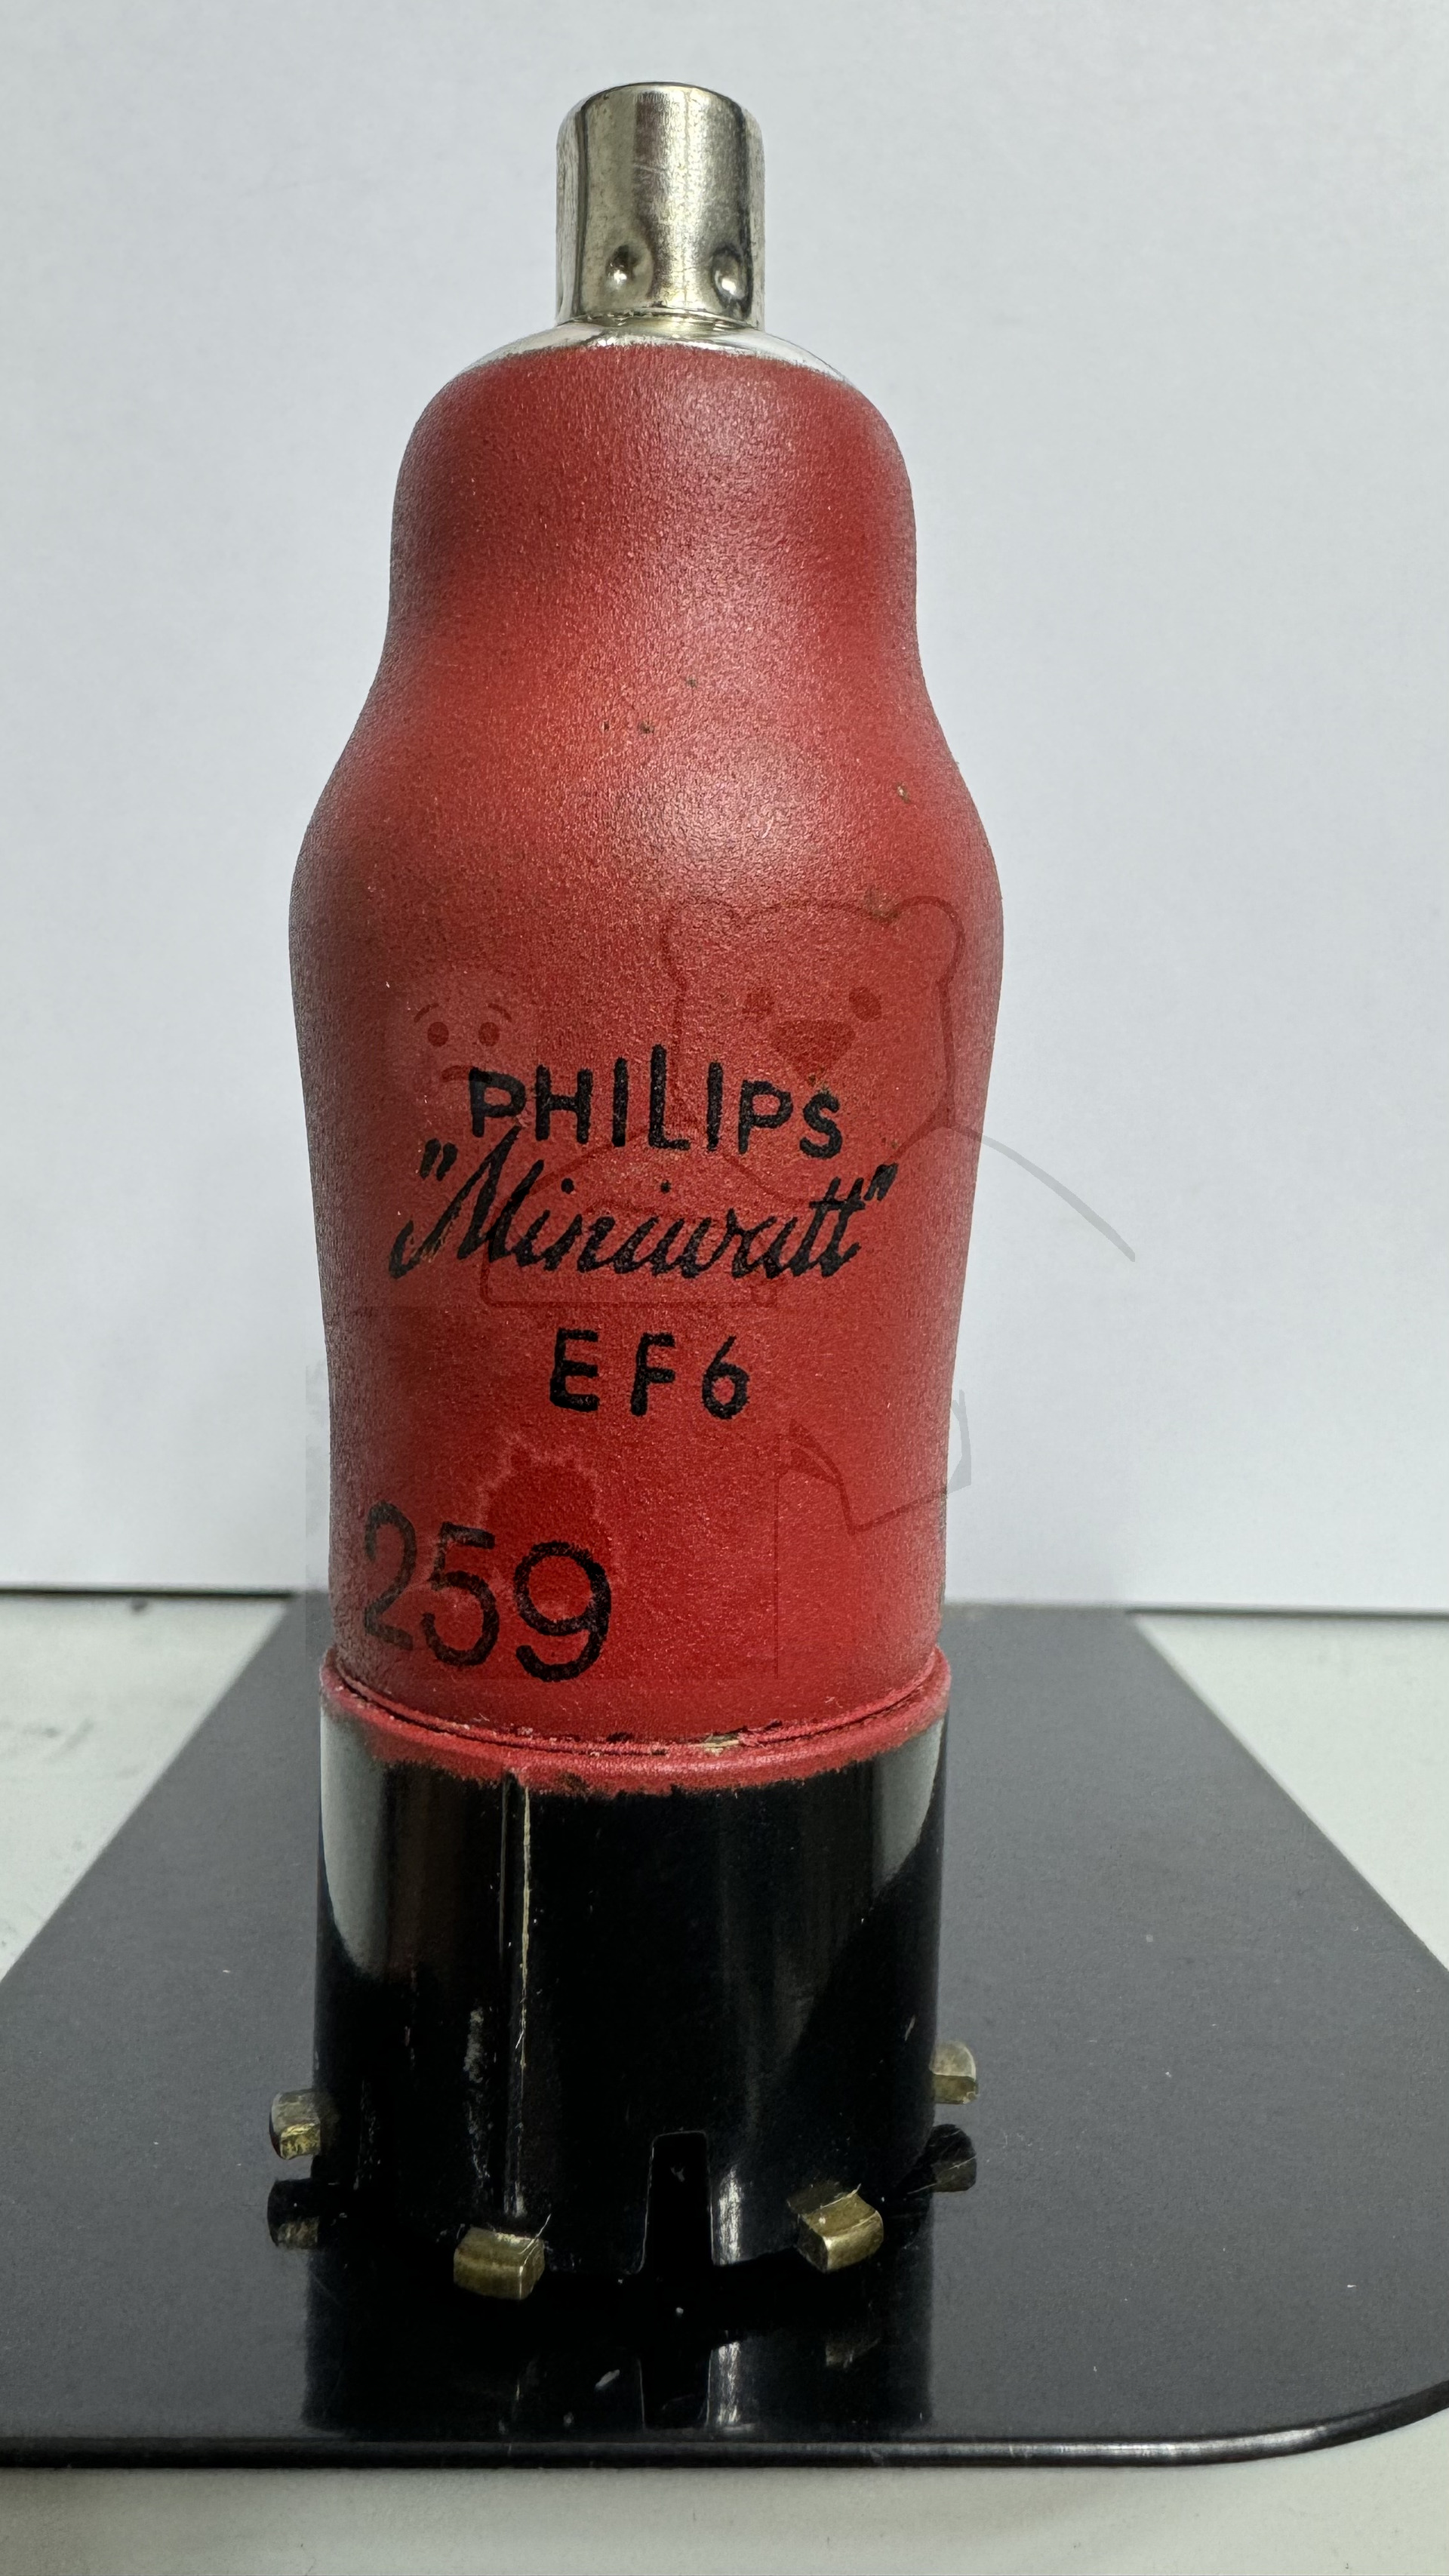 PHILIPS
"Miniwatt"
EF6
259